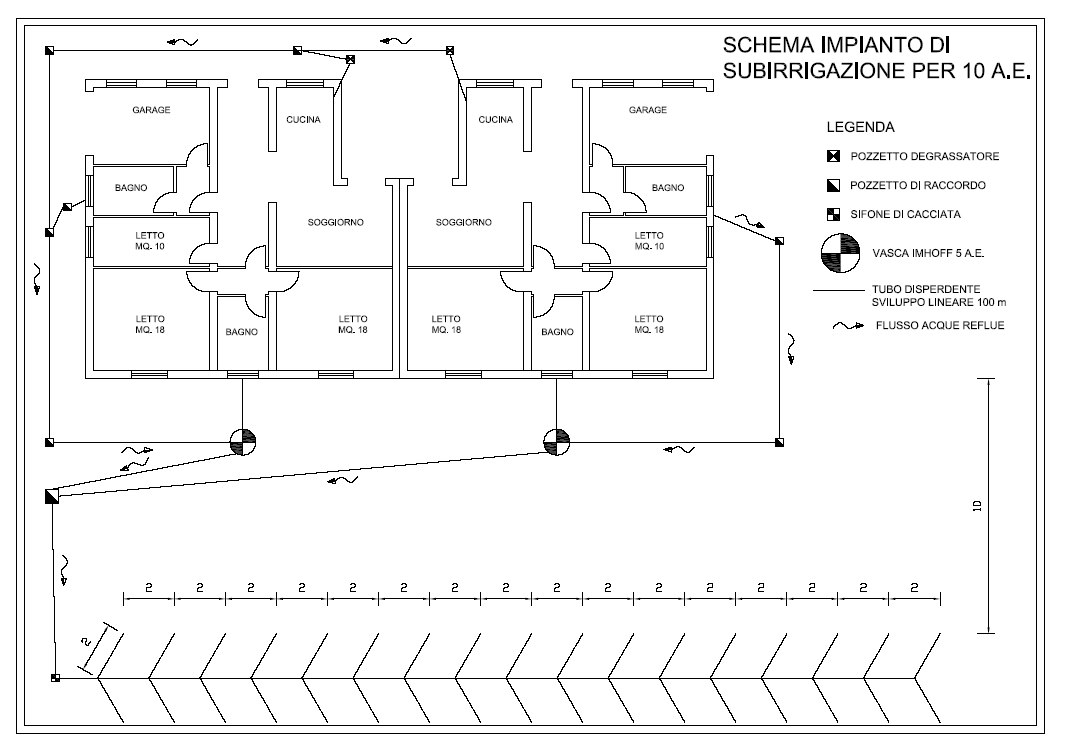 SCHEMA IMPIANTO DI
SUBIRRIGAZIONE PER 10 A.E.
LEGENDA
POZZETTO DEGRASSATORE
POZZETTO DI RACCORDO
SIFONE DI CACCIATA
VASCA IMHOFF 5 A.E.
TUBO DISPERDENTE
SVILUPPO LINEARE 100 m
FLUSSO ACQUE REFLUE
GARAGE
CUCINA
CUCINA
GARAGE
BAGNO
BAGNO
SOGGIORNO
SOGGIORNO
LETTO
MQ. 10
LETTO
MQ. 10
LETTO
MQ. 18
BAGNO
LETTO
MQ. 18
LETTO
MQ. 18
BAGNO
LETTO
MQ. 18
10
2 2 2 2 2 2 2 2 2 2 2 2 2 2 2 2
2